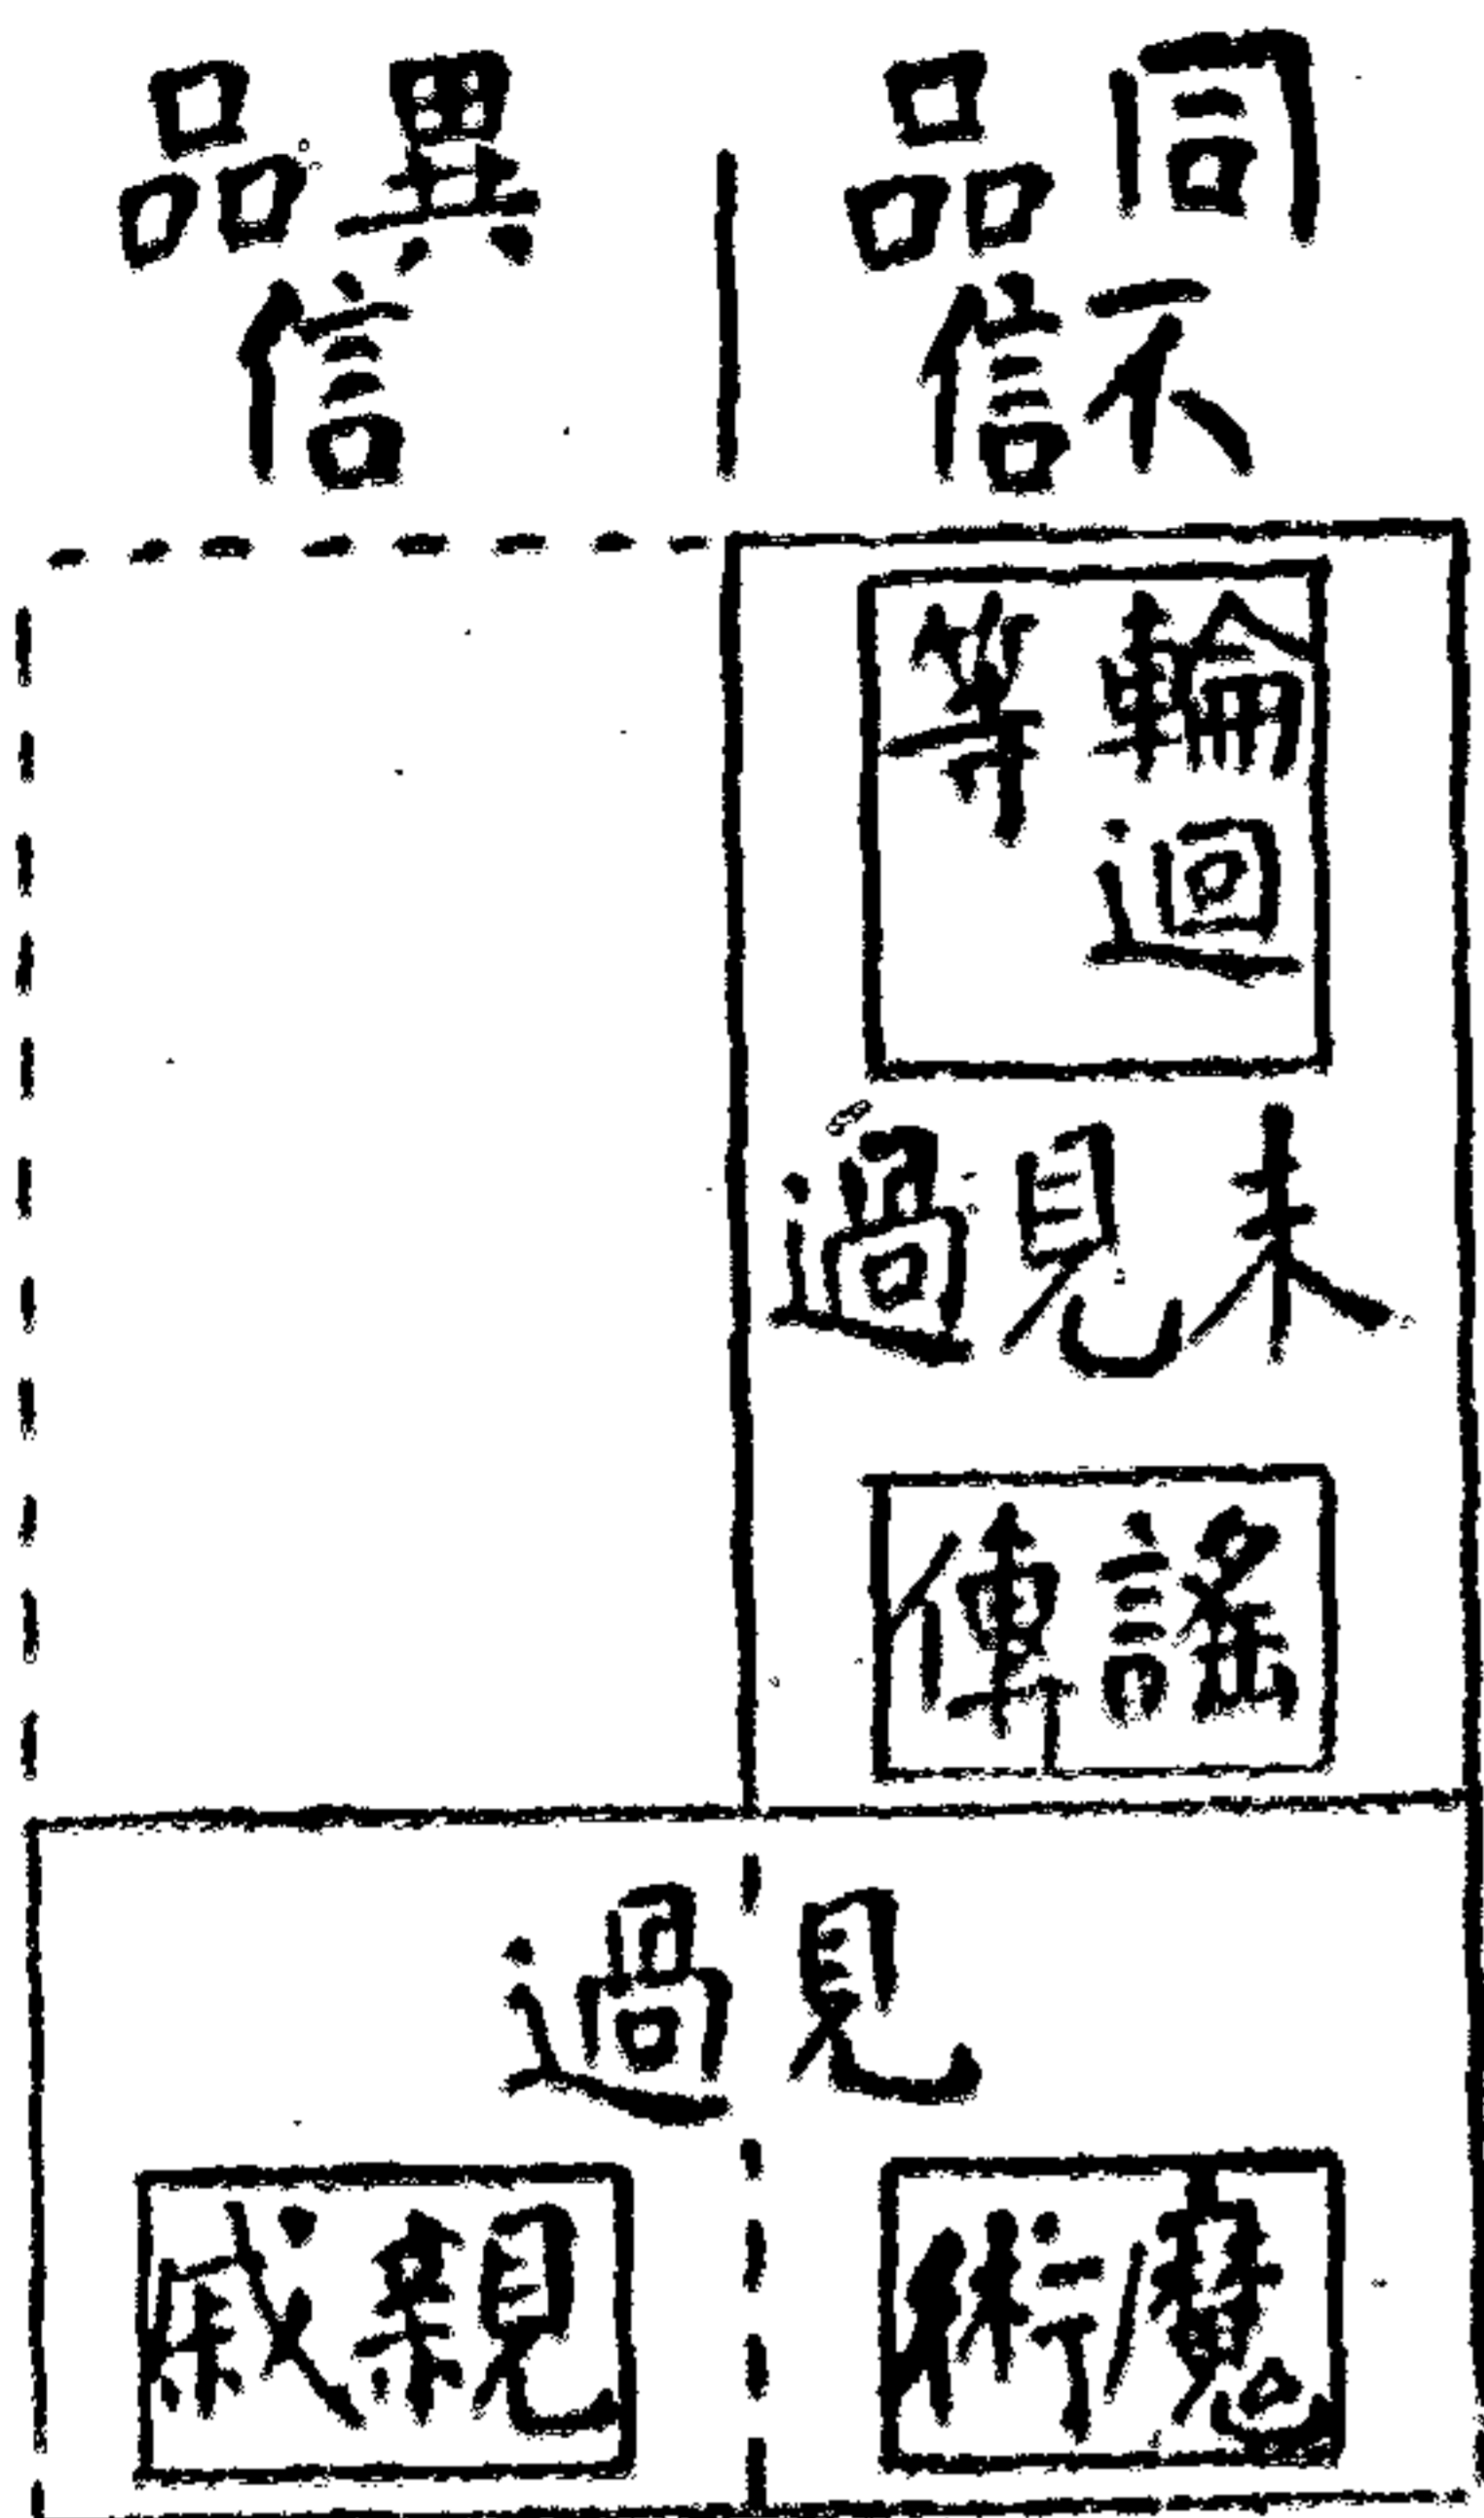 同品
不信
異品
信
輪迴
等
未見過
謠傳
見過
魔術
親戚